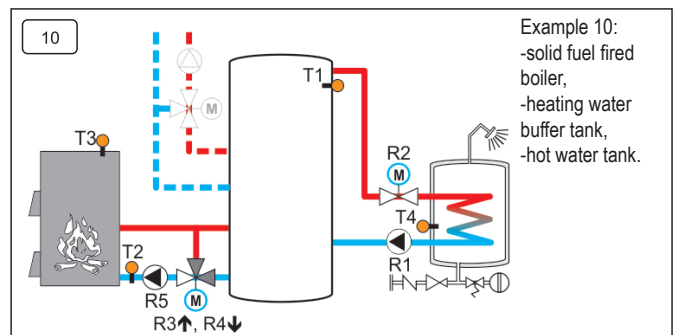 10
Example 10:
-solid fuel fired
boiler,
-heating water
buffer tank,
-hot water tank.
T1
M
T3
R2
M
T4
T2
R1
R5
M
R3↑, R4↓